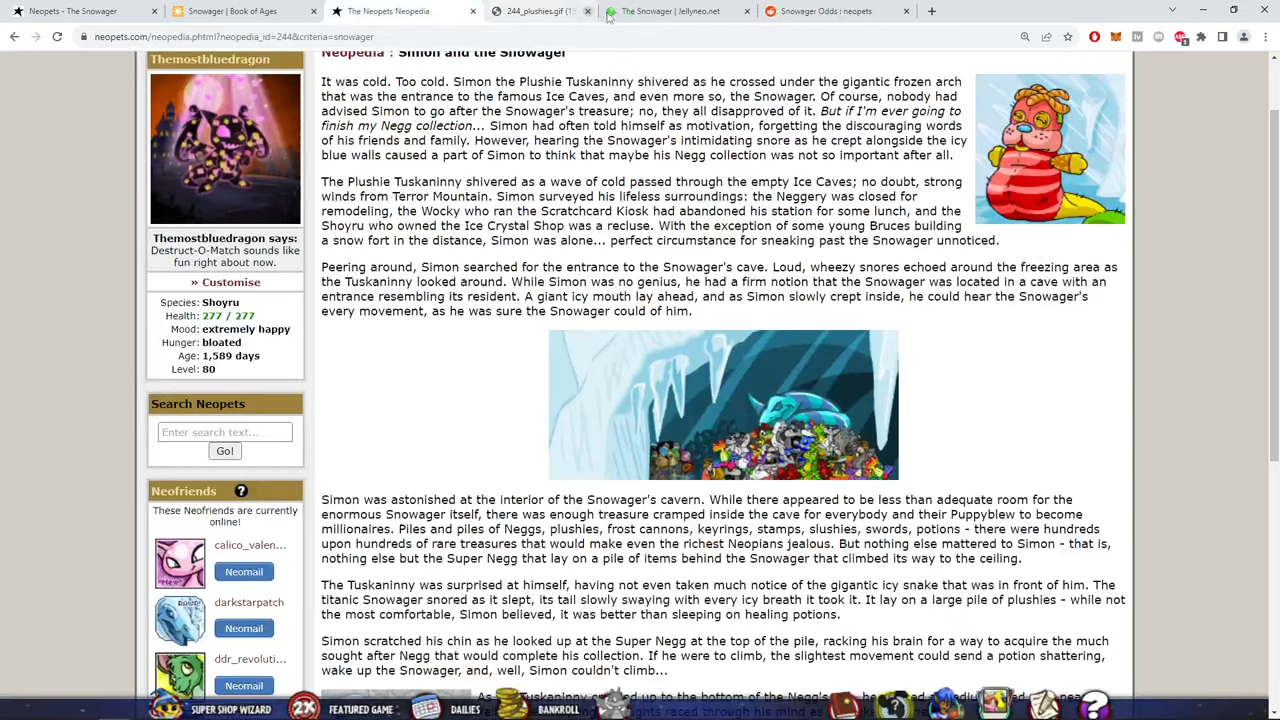 Neopets - The Snowager
Snowager | Book of Ages
The Neopets Neopedia
244_plushies.gif (15
The Snowager | Jellyneo.net
Snowager Odds : neopets
neopets.com/neopedia.phtml?neopedia_id=244&criteria=snowager
Themostbluedragon
Themostbluedragon says:
Destruct-O-Match sounds like
fun right about now.
» Customise
Species: Shoyru
Health: 277 / 277
Mood: extremely happy
Hunger: bloated
Age: 1,589 days
Level: 80
Search Neopets
Enter search text...
Go!
Neofriends ?
These Neofriends are currently
online!
calico_valen...
Neomail
darkstarpatch
Neomail
ddr_revoluti...
Neomail
Neopedia : Simon and the Snowager
It was cold. Too cold. Simon the Plushie Tuskaninny shivered as he crossed under the gigantic frozen arch
that was the entrance to the famous Ice Caves, and even more so, the Snowager. Of course, nobody had
advised Simon to go after the Snowager's treasure; no, they all disapproved of it. But if I'm ever going to
finish my Negg collection... Simon had often told himself as motivation, forgetting the discouraging words
of his friends and family. However, hearing the Snowager's intimidating snore as he crept alongside the icy
blue walls caused a part of Simon to think that maybe his Negg collection was not so important after all.
The Plushie Tuskaninny shivered as a wave of cold passed through the empty Ice Caves; no doubt, strong
winds from Terror Mountain. Simon surveyed his lifeless surroundings: the Neggery was closed for
remodeling, the Wocky who ran the Scratchcard Kiosk had abandoned his station for some lunch, and the
Shoyru who owned the Ice Crystal Shop was a recluse. With the exception of some young Bruces building
a snow fort in the distance, Simon was alone... perfect circumstance for sneaking past the Snowager unnoticed.
Peering around, Simon searched for the entrance to the Snowager's cave. Loud, wheezy snores echoed around the freezing area as
the Tuskaninny looked around. While Simon was no genius, he had a firm notion that the Snowager was located in a cave with an
entrance resembling its resident. A giant icy mouth lay ahead, and as Simon slowly crept inside, he could hear the Snowager's
every movement, as he was sure the Snowager could of him.
Simon was astonished at the interior of the Snowager's cavern. While there appeared to be less than adequate room for the
enormous Snowager itself, there was enough treasure cramped inside the cave for everybody and their Puppyblew to become
millionaires. Piles and piles of Neggs, plushies, frost cannons, keyrings, stamps, slushies, swords, potions - there were hundreds
upon hundreds of rare treasures that would make even the richest Neopians jealous. But nothing else mattered to Simon - that is,
nothing else but the Super Negg that lay on a pile of items behind the Snowager that climbed its way to the ceiling.
The Tuskaninny was surprised at himself, having not even taken much notice of the gigantic icy snake that was in front of him. The
titanic Snowager snored as it slept, its tail slowly swaying with every icy breath it took it. It lay on a large pile of plushies - while not
the most comfortable, Simon believed, it was better than sleeping on healing potions.
Simon scratched his chin as he looked up at the Super Negg at the top of the pile, racking his brain for a way to acquire the much
sought after Negg that would complete his collection. If he were to climb, the slightest movement could send a potion shattering,
wake up the Snowager, and, well, Simon couldn't climb...
SUPER SHOP WIZARD
2X
FEATURED GAME
DAILIES
BANKROLL